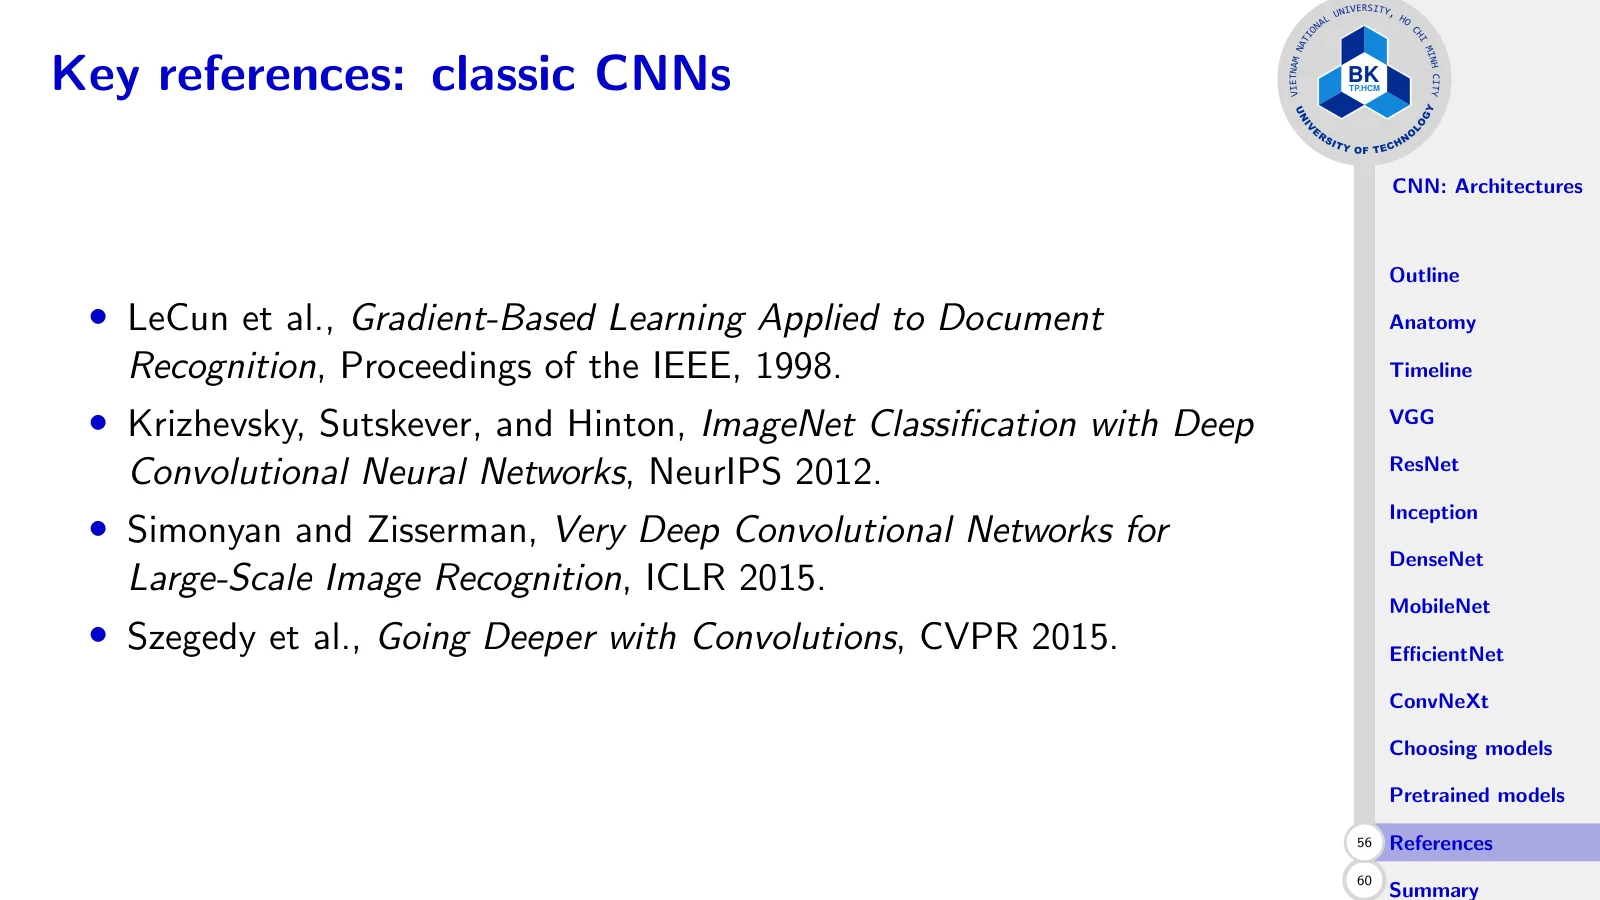 Key references: classic CNNs
• LeCun et al., Gradient-Based Learning Applied to Document
Recognition, Proceedings of the IEEE, 1998.
• Krizhevsky, Sutskever, and Hinton, ImageNet Classification with Deep
Convolutional Neural Networks, NeurIPS 2012.
• Simonyan and Zisserman, Very Deep Convolutional Networks for
Large-Scale Image Recognition, ICLR 2015.
• Szegedy et al., Going Deeper with Convolutions, CVPR 2015.
VIETNAM NATIONAL UNIVERSITY, HO CHI MINH CITY
BK
TP.HCM
UNIVERSITY OF TECHNOLOGY
CNN: Architectures
Outline
Anatomy
Timeline
VGG
ResNet
Inception
DenseNet
MobileNet
EfficientNet
ConvNeXt
Choosing models
Pretrained models
56
References
60
Summary